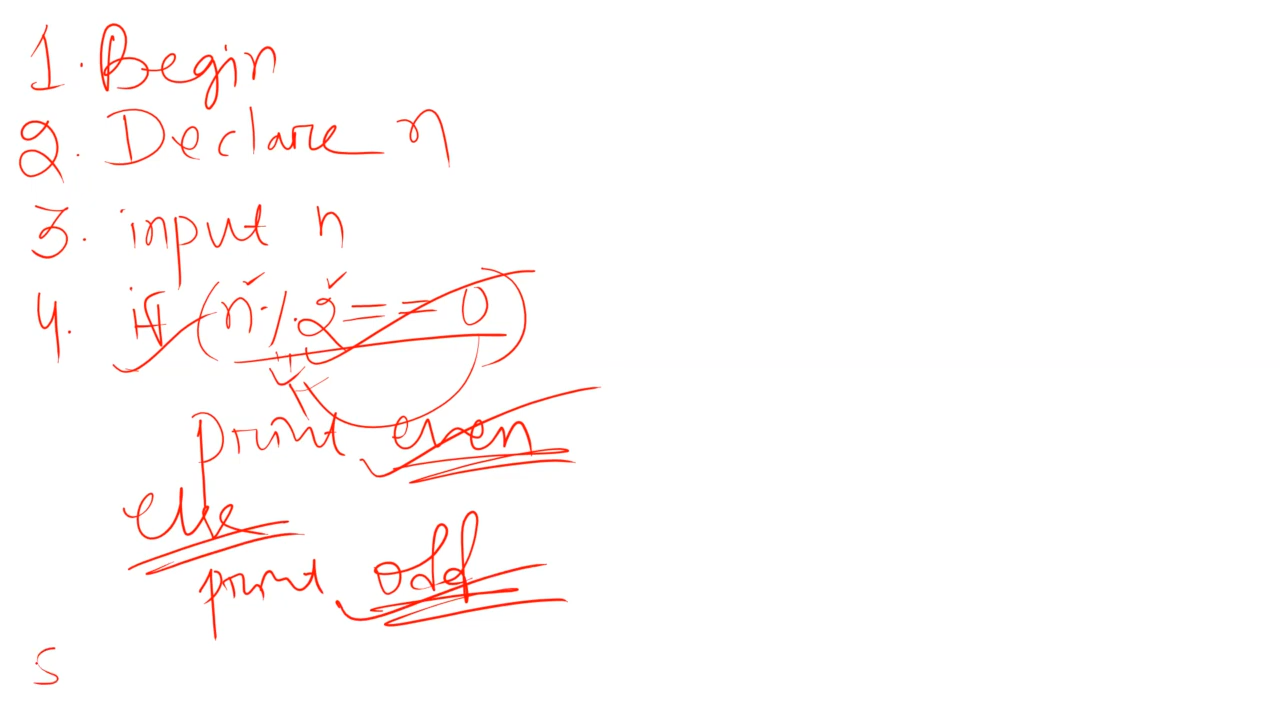 1. Begin
2. Declare n
3. input n
4. if (n % 2 == 0)
print even
else
print odd
5